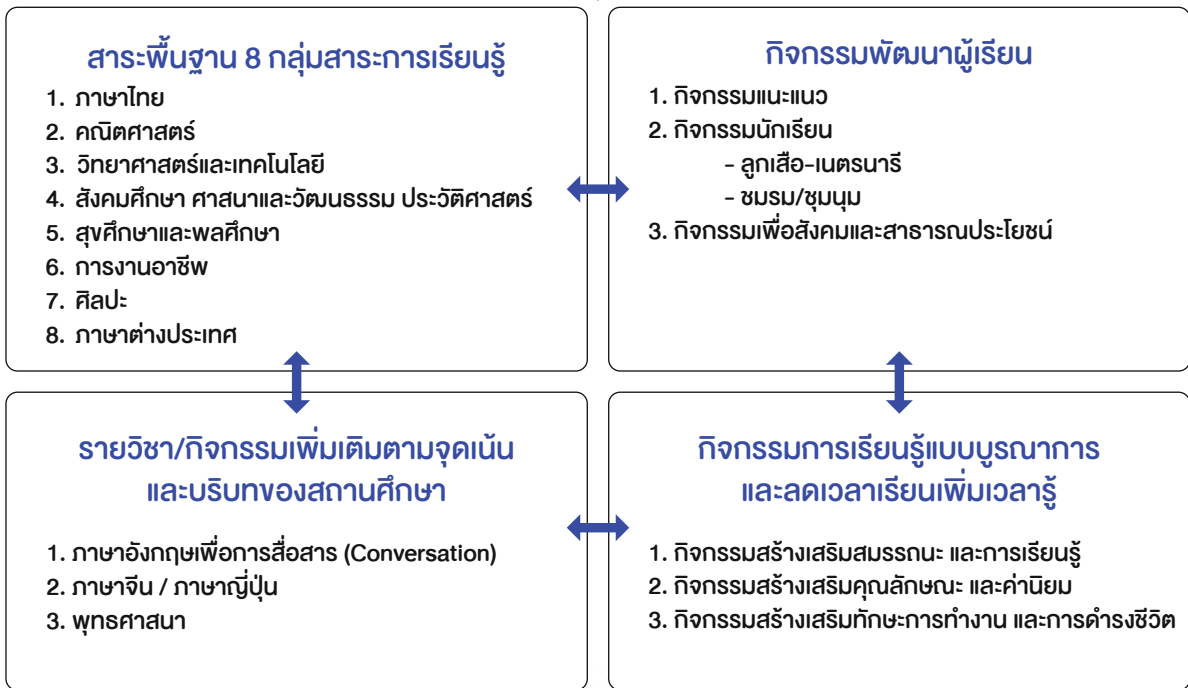 สาระพื้นฐาน 8 กลุ่มสาระการเรียนรู้
1. ภาษาไทย
2. คณิตศาสตร์
3. วิทยาศาสตร์และเทคโนโลยี
4. สังคมศึกษา ศาสนาและวัฒนธรรม ประวัติศาสตร์
5. สุขศึกษาและพลศึกษา
6. การงานอาชีพ
7. ศิลปะ
8. ภาษาต่างประเทศ
กิจกรรมพัฒนาผู้เรียน
1. กิจกรรมแนะแนว
2. กิจกรรมนักเรียน
- ลูกเสือ-เนตรนารี
- ชมรม/ชุมนุม
3. กิจกรรมเพื่อสังคมและสาธารณประโยชน์
รายวิชา/กิจกรรมเพิ่มเติมตามจุดเน้น
และบริบทของสถานศึกษา
1. ภาษาอังกฤษเพื่อการสื่อสาร (Conversation)
2. ภาษาจีน / ภาษาญี่ปุ่น
3. พุทธศาสนา
กิจกรรมการเรียนรู้แบบบูรณาการ
และลดเวลาเรียนเพิ่มเวลารู้
1. กิจกรรมสร้างเสริมสมรรถนะ และการเรียนรู้
2. กิจกรรมสร้างเสริมคุณลักษณะ และค่านิยม
3. กิจกรรมสร้างเสริมทักษะการทำงาน และการดำรงชีวิต